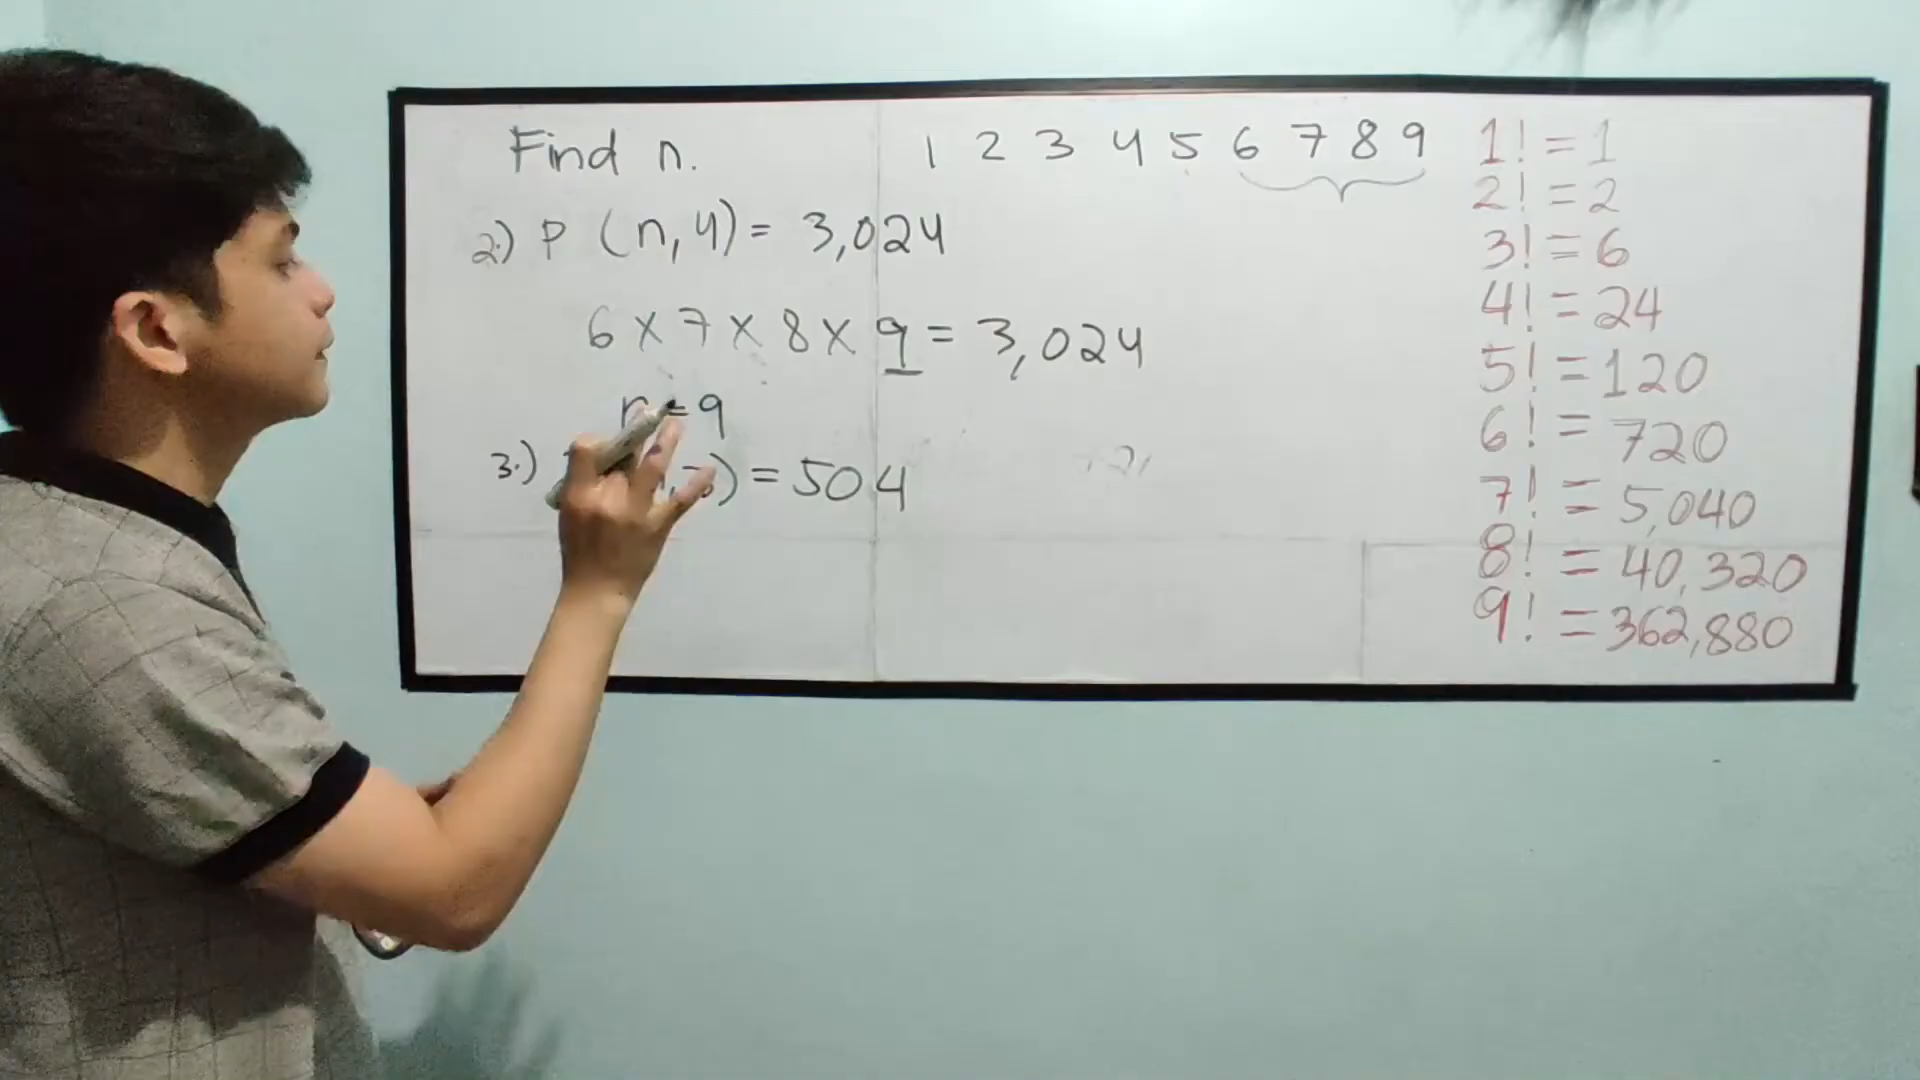 Find n.
1 2 3 4 5 6 7 8 9
2.) P (n, 4) = 3,024
6 x 7 x 8 x 9 = 3,024
n = 9
3.) , 3) = 504
1! = 1
2! = 2
3! = 6
4! = 24
5! = 120
6! = 720
7! = 5,040
8! = 40,320
9! = 362,880